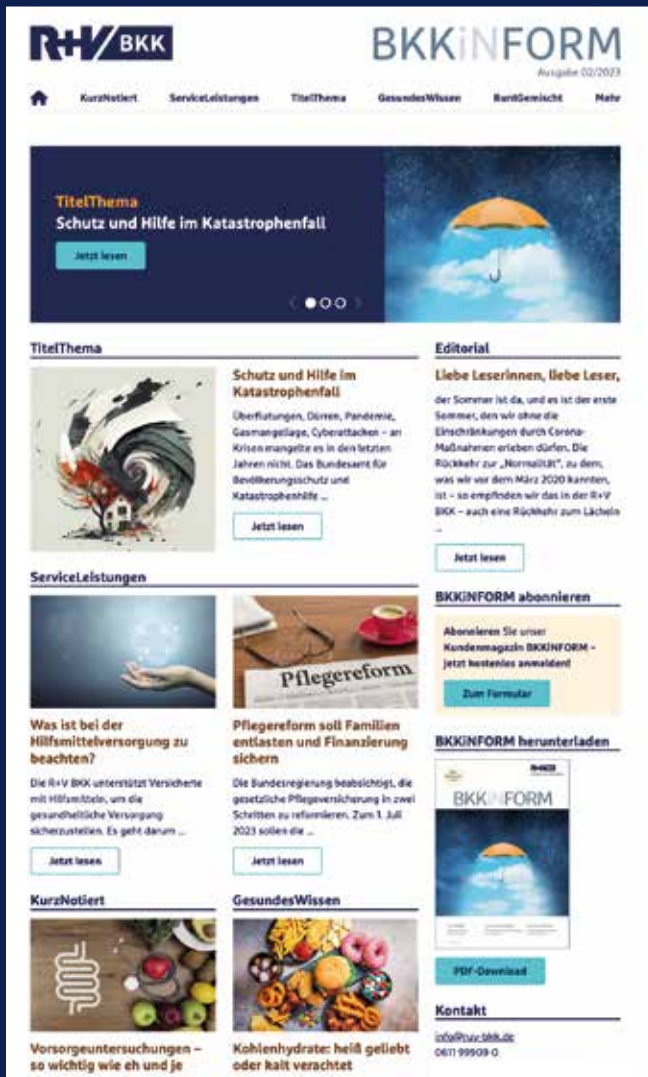 R+V BKK
BKKiNFORM
Ausgabe 02/2023
KurzNotiert ServiceLeistungen TitelThema GesundesWissen BuntGemischt Mehr
TitelThema
Schutz und Hilfe im Katastrophenfall
Jetzt lesen
TitelThema
Schutz und Hilfe im
Katastrophenfall
Überflutungen, Dürren, Pandemie,
Gasmangellage, Cyberattacken – an
Krisen mangelte es in den letzten
Jahren nicht. Das Bundesamt für
Bevölkerungsschutz und
Katastrophenhilfe ...
Jetzt lesen
Editorial
Liebe Leserinnen, liebe Leser,
der Sommer ist da, und es ist der erste
Sommer, den wir ohne die
Einschränkungen durch Corona-
Maßnahmen erleben dürfen. Die
Rückkehr zur „Normalität“, zu dem,
was wir vor dem März 2020 kannten,
ist – so empfinden wir das in der R+V
BKK – auch eine Rückkehr zum Lächeln
...
Jetzt lesen
ServiceLeistungen
Was ist bei der
Hilfsmittelversorgung zu
beachten?
Die R+V BKK unterstützt Versicherte
mit Hilfsmitteln, um die
gesundheitliche Versorgung
sicherzustellen. Es geht darum ...
Jetzt lesen
Pflegereform
Pflegereform soll Familien
entlasten und Finanzierung
sichern
Die Bundesregierung beabsichtigt, die
gesetzliche Pflegeversicherung in zwei
Schritten zu reformieren. Zum 1. Juli
2023 sollen die ...
Jetzt lesen
BKKiNFORM abonnieren
Abonnieren Sie unser
Kundenmagazin BKKiNFORM –
jetzt kostenlos anmelden!
Zum Formular
BKKiNFORM herunterladen
R+V BKK
BKKiNFORM
PDF-Download
KurzNotiert
Vorsorgeuntersuchungen –
so wichtig wie eh und je
GesundesWissen
Kohlenhydrate: heiß geliebt
oder kalt verachtet
Kontakt
info@ruv-bkk.de
0611 99909-0